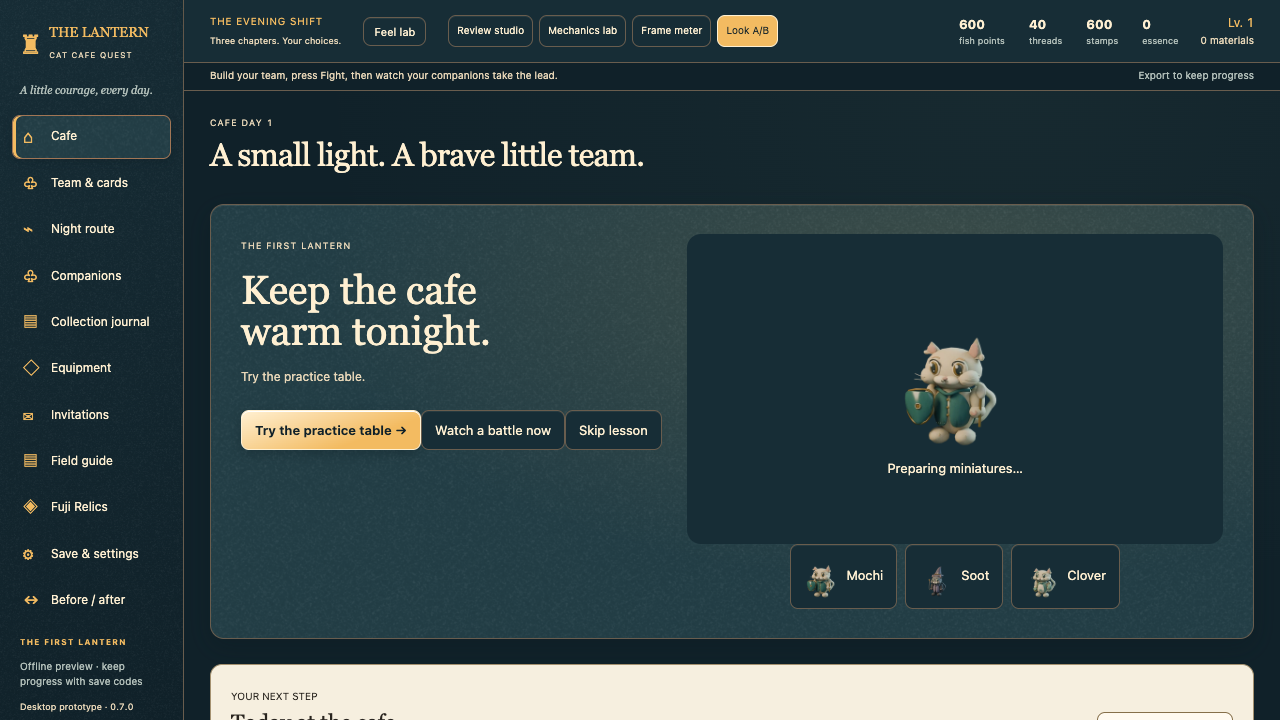 THE LANTERN
CAT CAFE QUEST
A little courage, every day.
Cafe
Team & cards
Night route
Companions
Collection journal
Equipment
Invitations
Field guide
Fuji Relics
Save & settings
Before / after
THE FIRST LANTERN
Offline preview · keep
progress with save codes
Desktop prototype · 0.7.0
THE EVENING SHIFT
Three chapters. Your choices.
Feel lab
Review studio
Mechanics lab
Frame meter
Look A/B
600
fish points
40
threads
600
stamps
0
essence
Lv. 1
0 materials
Build your team, press Fight, then watch your companions take the lead.
Export to keep progress
CAFE DAY 1
A small light. A brave little team.
THE FIRST LANTERN
Keep the cafe
warm tonight.
Try the practice table.
Try the practice table →
Watch a battle now
Skip lesson
Preparing miniatures...
Mochi
Soot
Clover
YOUR NEXT STEP
Today at the cafe